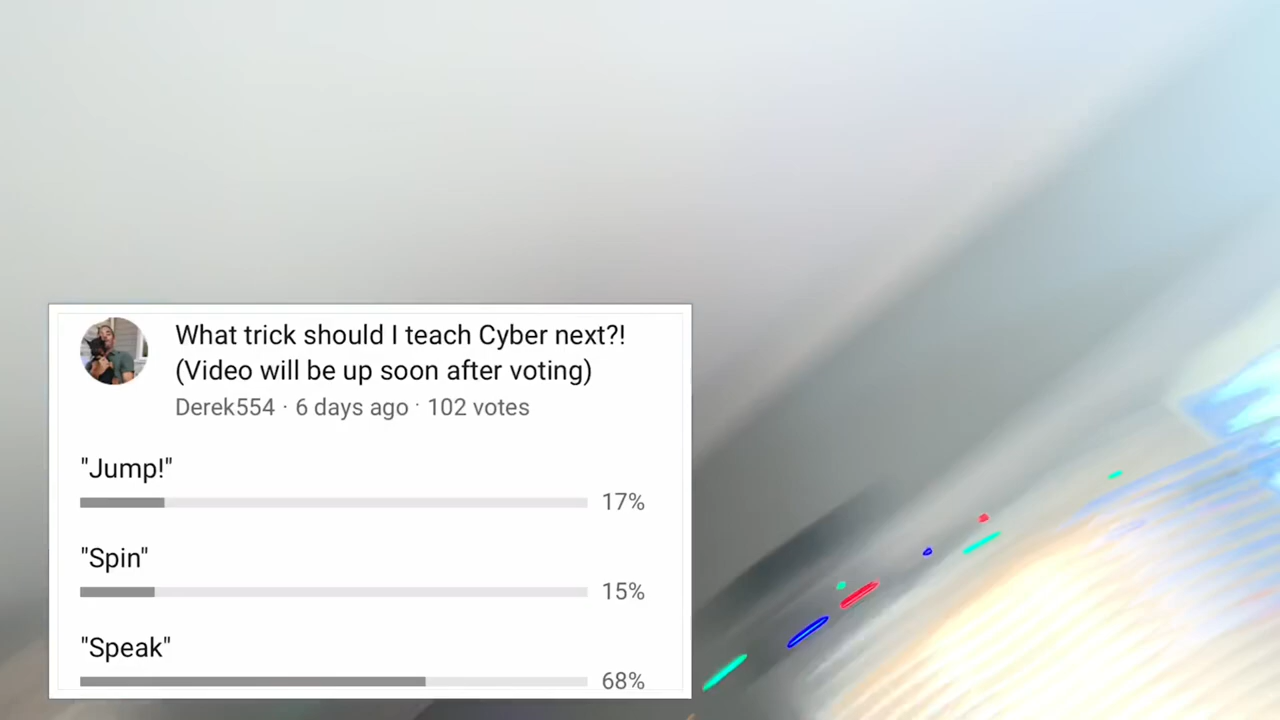 What trick should I teach Cyber next?!
(Video will be up soon after voting)
Derek554 · 6 days ago · 102 votes
"Jump!"
17%
"Spin"
15%
"Speak"
68%